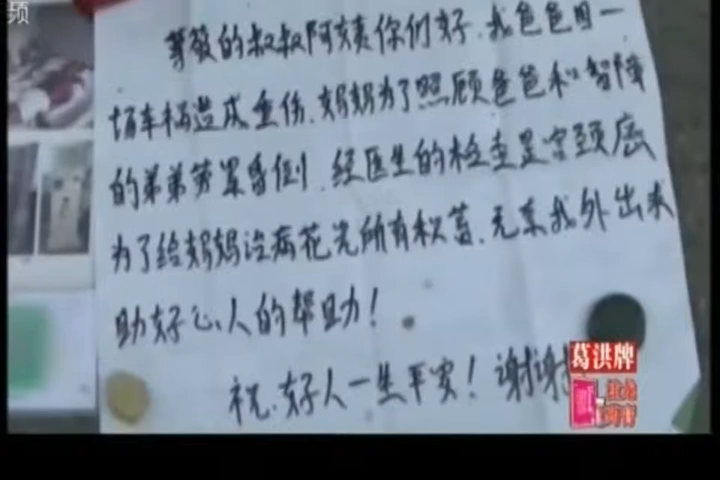 频
尊敬的叔叔阿姨你们好.我爸爸因一
场车祸造成重伤.妈妈为了照顾爸爸和智障
的弟弟劳累昏倒.经医生的检查是宫颈癌
为了给妈妈治病花光所有积蓄.无奈我外出求
助好心人的帮助!
祝.好人一生平安!谢谢
葛洪牌